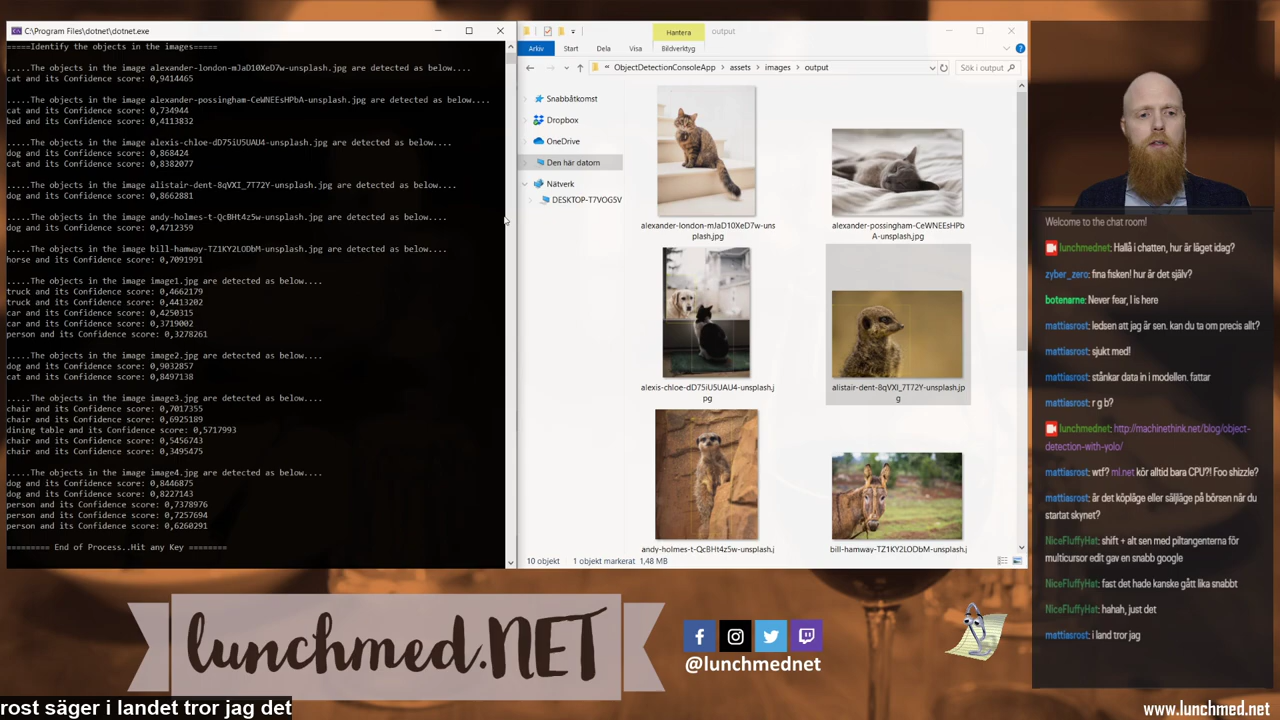 C:\Program Files\dotnet\dotnet.exe
=====Identify the objects in the images=====
.....The objects in the image alexander-london-mJaD10XeD7w-unsplash.jpg are detected as below....
cat and its Confidence score: 0,9414465
.....The objects in the image alexander-possingham-CeWNEEsHPbA-unsplash.jpg are detected as below....
cat and its Confidence score: 0,734944
bed and its Confidence score: 0,4113832
.....The objects in the image alexis-chloe-dD75iU5UAU4-unsplash.jpg are detected as below....
dog and its Confidence score: 0,868424
cat and its Confidence score: 0,8382077
.....The objects in the image alistair-dent-8qVXI_7T72Y-unsplash.jpg are detected as below....
dog and its Confidence score: 0,8662881
.....The objects in the image andy-holmes-t-QcBHt4z5w-unsplash.jpg are detected as below....
dog and its Confidence score: 0,4712359
.....The objects in the image bill-hamway-TZ1KY2LODbM-unsplash.jpg are detected as below....
horse and its Confidence score: 0,7091991
.....The objects in the image image1.jpg are detected as below....
truck and its Confidence score: 0,4662179
truck and its Confidence score: 0,4413202
car and its Confidence score: 0,4250315
car and its Confidence score: 0,3719002
person and its Confidence score: 0,3278261
.....The objects in the image image2.jpg are detected as below....
dog and its Confidence score: 0,9032857
cat and its Confidence score: 0,8497138
.....The objects in the image image3.jpg are detected as below....
chair and its Confidence score: 0,7017355
chair and its Confidence score: 0,6925189
dining table and its Confidence score: 0,5717993
chair and its Confidence score: 0,5456743
chair and its Confidence score: 0,3495475
.....The objects in the image image4.jpg are detected as below....
dog and its Confidence score: 0,8446875
dog and its Confidence score: 0,8227143
person and its Confidence score: 0,7378976
person and its Confidence score: 0,7257694
person and its Confidence score: 0,6260291
========= End of Process..Hit any Key ========
Hantera
output
Arkiv Start Dela Visa Bildverktyg
ObjectDetectionConsoleApp > assets > images > output
Sök i output
Snabbåtkomst
Dropbox
OneDrive
Den här datorn
Nätverk
DESKTOP-T7VOG5V
alexander-london-mJaD10XeD7w-uns
plash.jpg
alexander-possingham-CeWNEEsHPb
A-unsplash.jpg
alexis-chloe-dD75iU5UAU4-unsplash.j
pg
alistair-dent-8qVXI_7T72Y-unsplash.jp
g
andy-holmes-t-QcBHt4z5w-unsplash.j
bill-hamway-TZ1KY2LODbM-unsplash.j
10 objekt
1 objekt markerat
1,48 MB
Welcome to the chat room!
lunchmednet: Hallå i chatten, hur är läget idag?
zyber_zero: fina fisken! hur är det själv?
botenarne: Never fear, I is here
mattiasrost: ledsen att jag är sen. kan du ta om precis allt?
mattiasrost: sjukt med!
mattiasrost: stånkar data in i modellen. fattar
mattiasrost: r g b?
lunchmednet: http://machinethink.net/blog/object-
detection-with-yolo/
mattiasrost: wtf? ml.net kör alltid bara CPU?! Foo shizzle?
mattiasrost: är det köpläge eller säljläge på börsen när du
startat skynet?
NiceFluffyHat: shift + alt sen med piltangenterna för
multicursor edit gav en snabb google
NiceFluffyHat: fast det hade kanske gått lika snabbt
NiceFluffyHat: hahah, just det
mattiasrost: i land tror jag
lunchmed.NET
@lunchmednet
rost säger i landet tror jag det
www.lunchmed.net